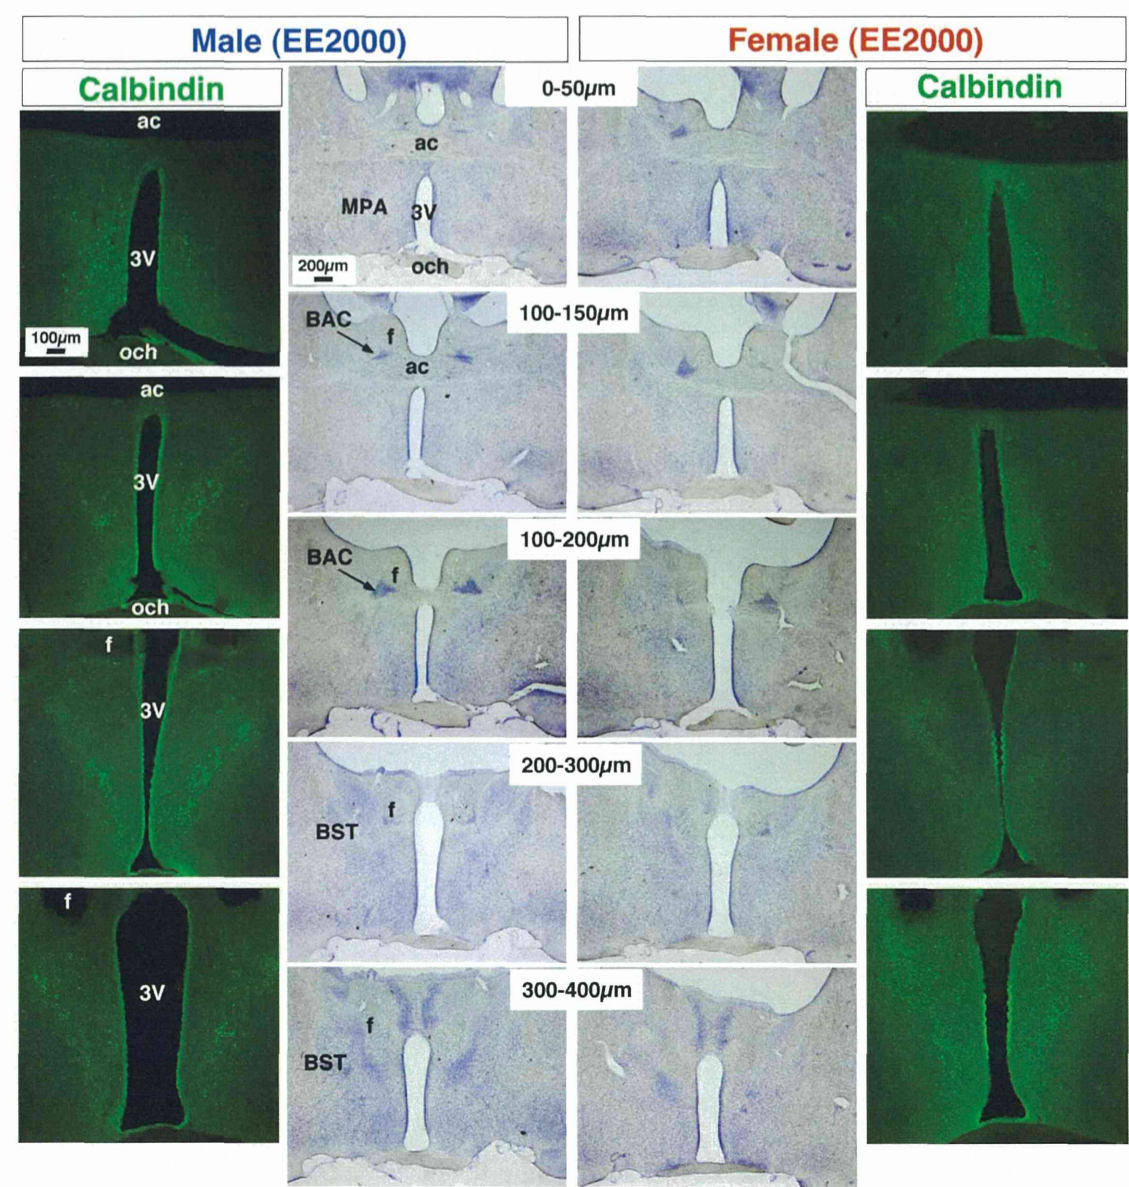 Male (EE2000)
Female (EE2000)
Calbindin
0-50µm
Calbindin
ac
ac
MPA
3V
3V
200µm
och
100µm
och
100-150µm
BAC
f
ac
ac
3V
och
100-200µm
BAC
f
f
3V
200-300µm
f
BST
f
3V
300-400µm
f
BST